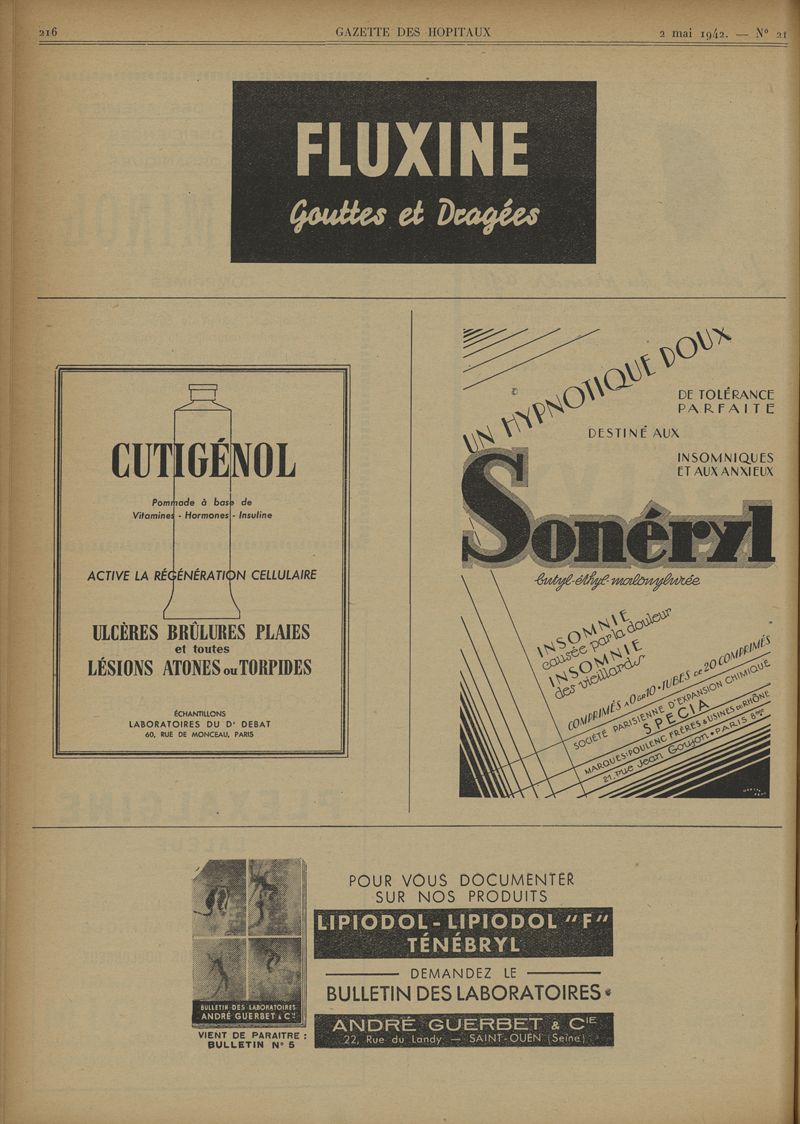 216
GAZETTE DES HOPITAUX
2 mai 1942. — N° 21
FLUXINE
Gouttes et Dragées
CUTIGÉNOL
Pommade à base de
Vitamines - Hormones - Insuline
ACTIVE LA RÉGÉNÉRATION CELLULAIRE
ULCÈRES BRÛLURES PLAIES
et toutes
LÉSIONS ATONES ou TORPIDES
ÉCHANTILLONS
LABORATOIRES DU Dr DEBAT
60, RUE DE MONCEAU, PARIS
UN HYPNOTIQUE DOUX
DE TOLÉRANCE
PARFAITE
DESTINÉ AUX
INSOMNIQUES
ET AUX ANXIEUX
Sonéryl
butyl-éthyl-malonylurée
INSOMNIE
causée par la douleur
INSOMNIE
des vieillards
COMPRIMÉS A 0 gr 10 • TUBES DE 20 COMPRIMÉS
SOCIÉTÉ PARISIENNE D'EXPANSION CHIMIQUE
SPECIA
MARQUES: POULENC FRÈRES & USINES DU RHÔNE
21, rue Jean Goujon • PARIS 8me
POUR VOUS DOCUMENTER
SUR NOS PRODUITS
LIPIODOL - LIPIODOL "F"
TÉNÉBRYL
DEMANDEZ LE
BULLETIN DES LABORATOIRES
ANDRÉ GUERBET & CIE
22, Rue du Landy — SAINT-OUEN (Seine)
BULLETIN DES LABORATOIRES
ANDRÉ GUERBET & Cie
VIENT DE PARAITRE :
BULLETIN N° 5